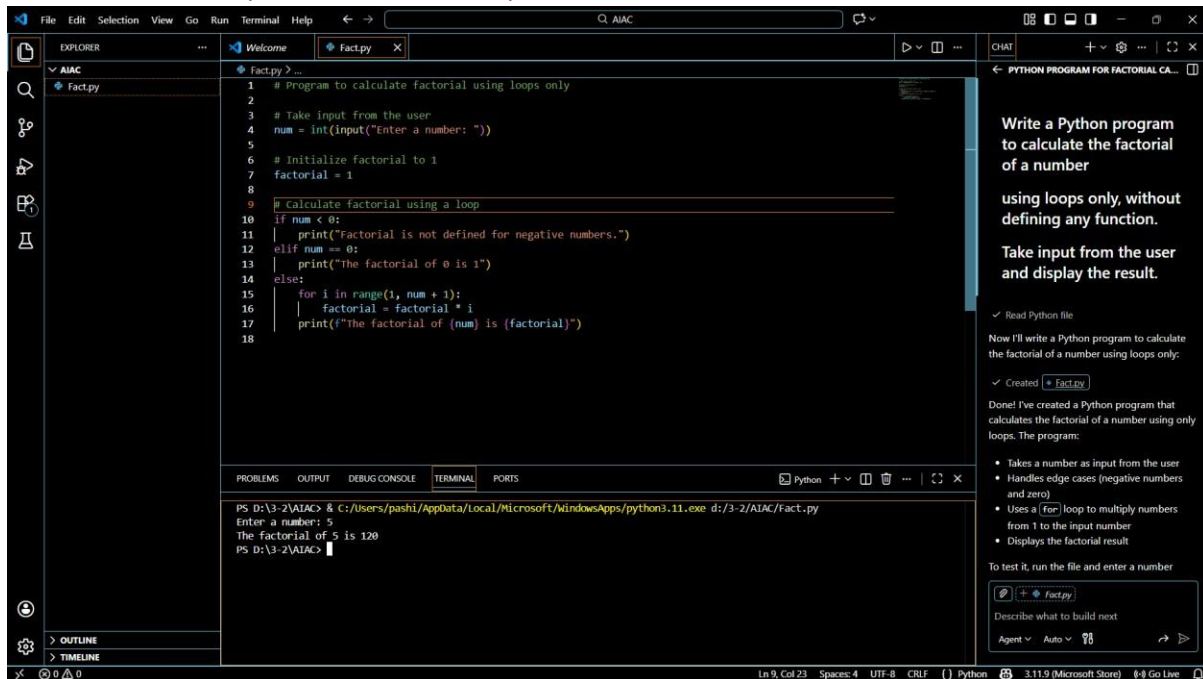 File Edit Selection View Go Run Terminal Help
AIAC
EXPLORER
AIAC
Fact.py
OUTLINE
TIMELINE
Welcome
Fact.py
Fact.py > ...
1 # Program to calculate factorial using loops only
2
3 # Take input from the user
4 num = int(input("Enter a number: "))
5
6 # Initialize factorial to 1
7 factorial = 1
8
9 # Calculate factorial using a loop
10 if num < 0:
11 print("Factorial is not defined for negative numbers.")
12 elif num == 0:
13 print("The factorial of 0 is 1")
14 else:
15 for i in range(1, num + 1):
16 factorial = factorial * i
17 print(f"The factorial of {num} is {factorial}")
18
PROBLEMS OUTPUT DEBUG CONSOLE TERMINAL PORTS
Python
PS D:\3-2\AIAC> & C:/Users/pashi/AppData/Local/Microsoft/WindowsApps/python3.11.exe d:/3-2/AIAC/Fact.py
Enter a number: 5
The factorial of 5 is 120
PS D:\3-2\AIAC>
CHAT
PYTHON PROGRAM FOR FACTORIAL CA...
Write a Python program
to calculate the factorial
of a number
using loops only, without
defining any function.
Take input from the user
and display the result.
Read Python file
Now I'll write a Python program to calculate
the factorial of a number using loops only:
Created Fact.py
Done! I've created a Python program that
calculates the factorial of a number using only
loops. The program:
• Takes a number as input from the user
• Handles edge cases (negative numbers
and zero)
• Uses a for loop to multiply numbers
from 1 to the input number
• Displays the factorial result
To test it, run the file and enter a number
Fact.py
Describe what to build next
Agent Auto
0 0 Ln 9, Col 23 Spaces: 4 UTF-8 CRLF { } Python 3.11.9 (Microsoft Store) Go Live